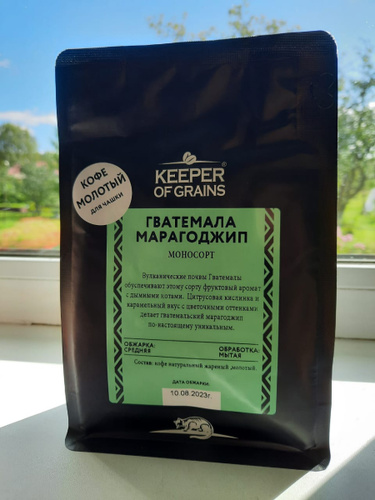 KEEPER
OF GRAINS®
КОФЕ
МОЛОТЫЙ
ДЛЯ ЧАШКИ
ГВАТЕМАЛА
МАРАГОДЖИП
МОНОСОРТ
Вулканические почвы Гватемалы
обуспечивают этому сорту фруктовый аромат
с дымными нотами. Цитрусовая кислинка и
карамельный вкус с цветочными оттенками
делает гватемальский марагоджип
по-настоящему уникальным.
ОБЖАРКА:
СРЕДНЯЯ
ОБРАБОТКА:
МЫТАЯ
Состав: кофе натуральный жареный молотый.
ДАТА ОБЖАРКИ:
10.08.2023г.